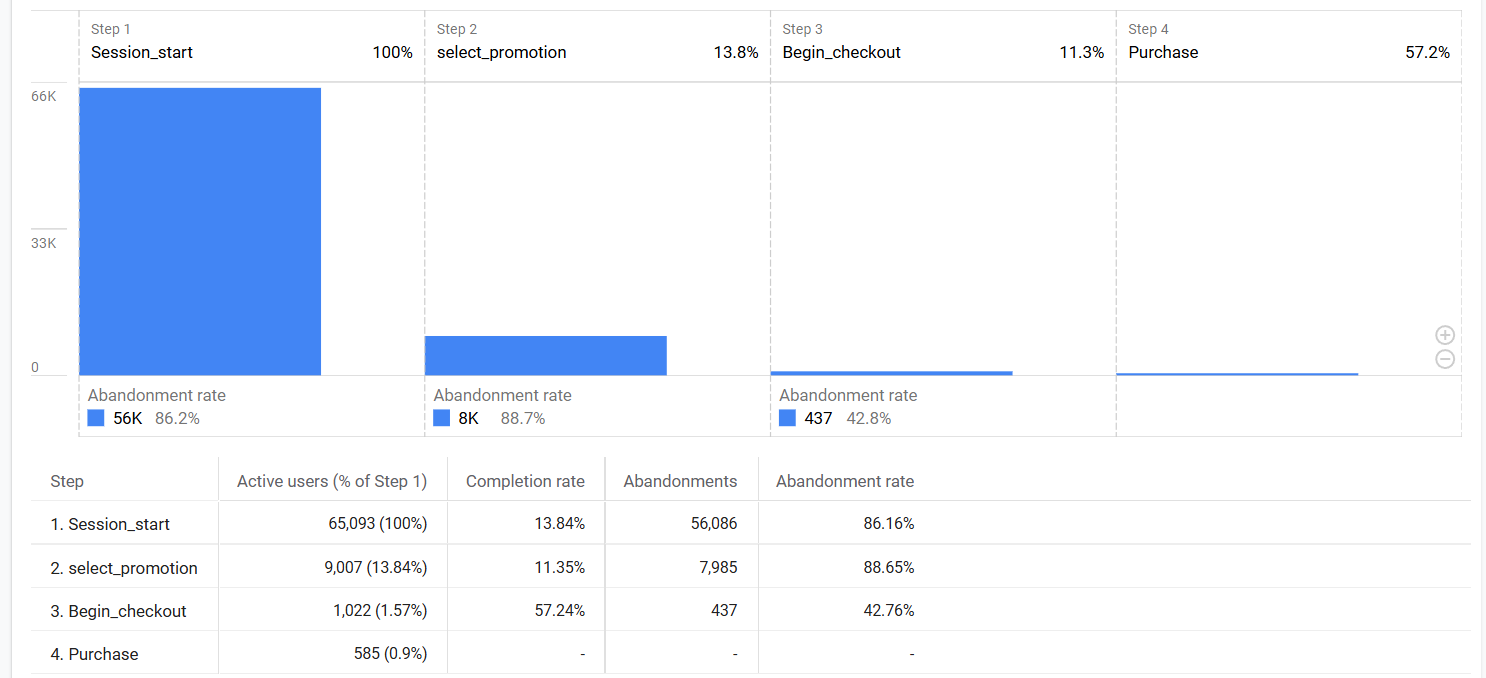 Step 1 Step 2 Step 3 Step 4
Session_start 100% select_promotion 13.8% Begin_checkout 11.3% Purchase 57.2%
66K
33K
0
Abandonment rate Abandonment rate Abandonment rate
56K 86.2% 8K 88.7% 437 42.8%
Step Active users (% of Step 1) Completion rate Abandonments Abandonment rate
1. Session_start 65,093 (100%) 13.84% 56,086 86.16%
2. select_promotion 9,007 (13.84%) 11.35% 7,985 88.65%
3. Begin_checkout 1,022 (1.57%) 57.24% 437 42.76%
4. Purchase 585 (0.9%) - - -